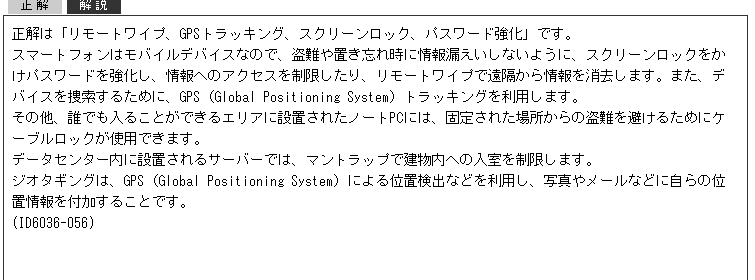 正解 解説
正解は「リモートワイプ、GPSトラッキング、スクリーンロック、パスワード強化」です。
スマートフォンはモバイルデバイスなので、盗難や置き忘れ時に情報漏えいしないように、スクリーンロックをか
けパスワードを強化し、情報へのアクセスを制限したり、リモートワイプで遠隔から情報を消去します。また、デ
バイスを捜索するために、GPS（Global Positioning System）トラッキングを利用します。
その他、誰でも入ることができるエリアに設置されたノートPCには、固定された場所からの盗難を避けるためにケ
ーブルロックが使用できます。
データセンター内に設置されるサーバーでは、マントラップで建物内への入室を制限します。
ジオタギングは、GPS（Global Positioning System）による位置検出などを利用し、写真やメールなどに自らの位
置情報を付加することです。
(ID6036-056)